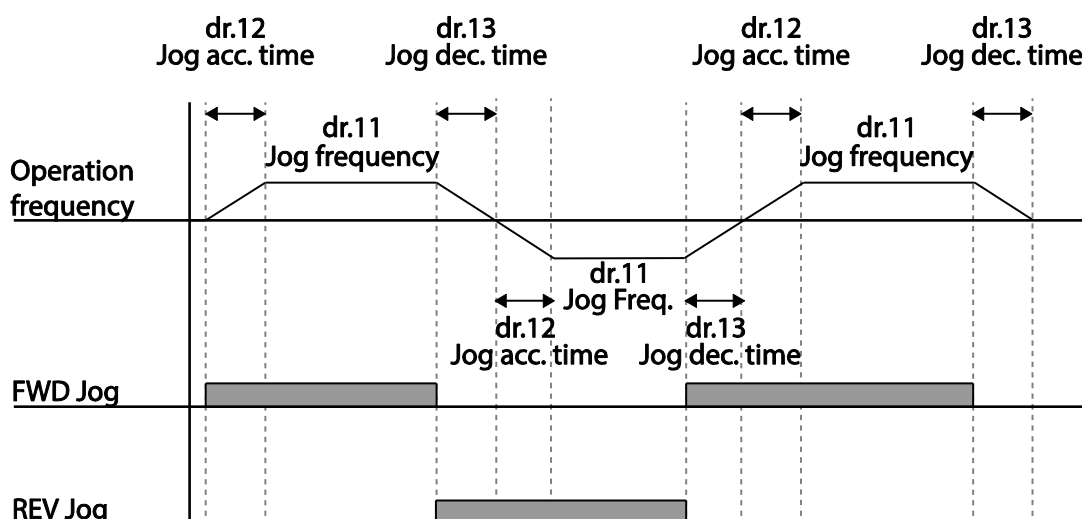 dr.12
Jog acc. time
dr.13
Jog dec. time
dr.12
Jog acc. time
dr.13
Jog dec. time
dr.11
Jog frequency
dr.11
Jog frequency
Operation
frequency
dr.11
Jog Freq.
dr.12
Jog acc. time
dr.13
Jog dec. time
FWD Jog
REV Jog